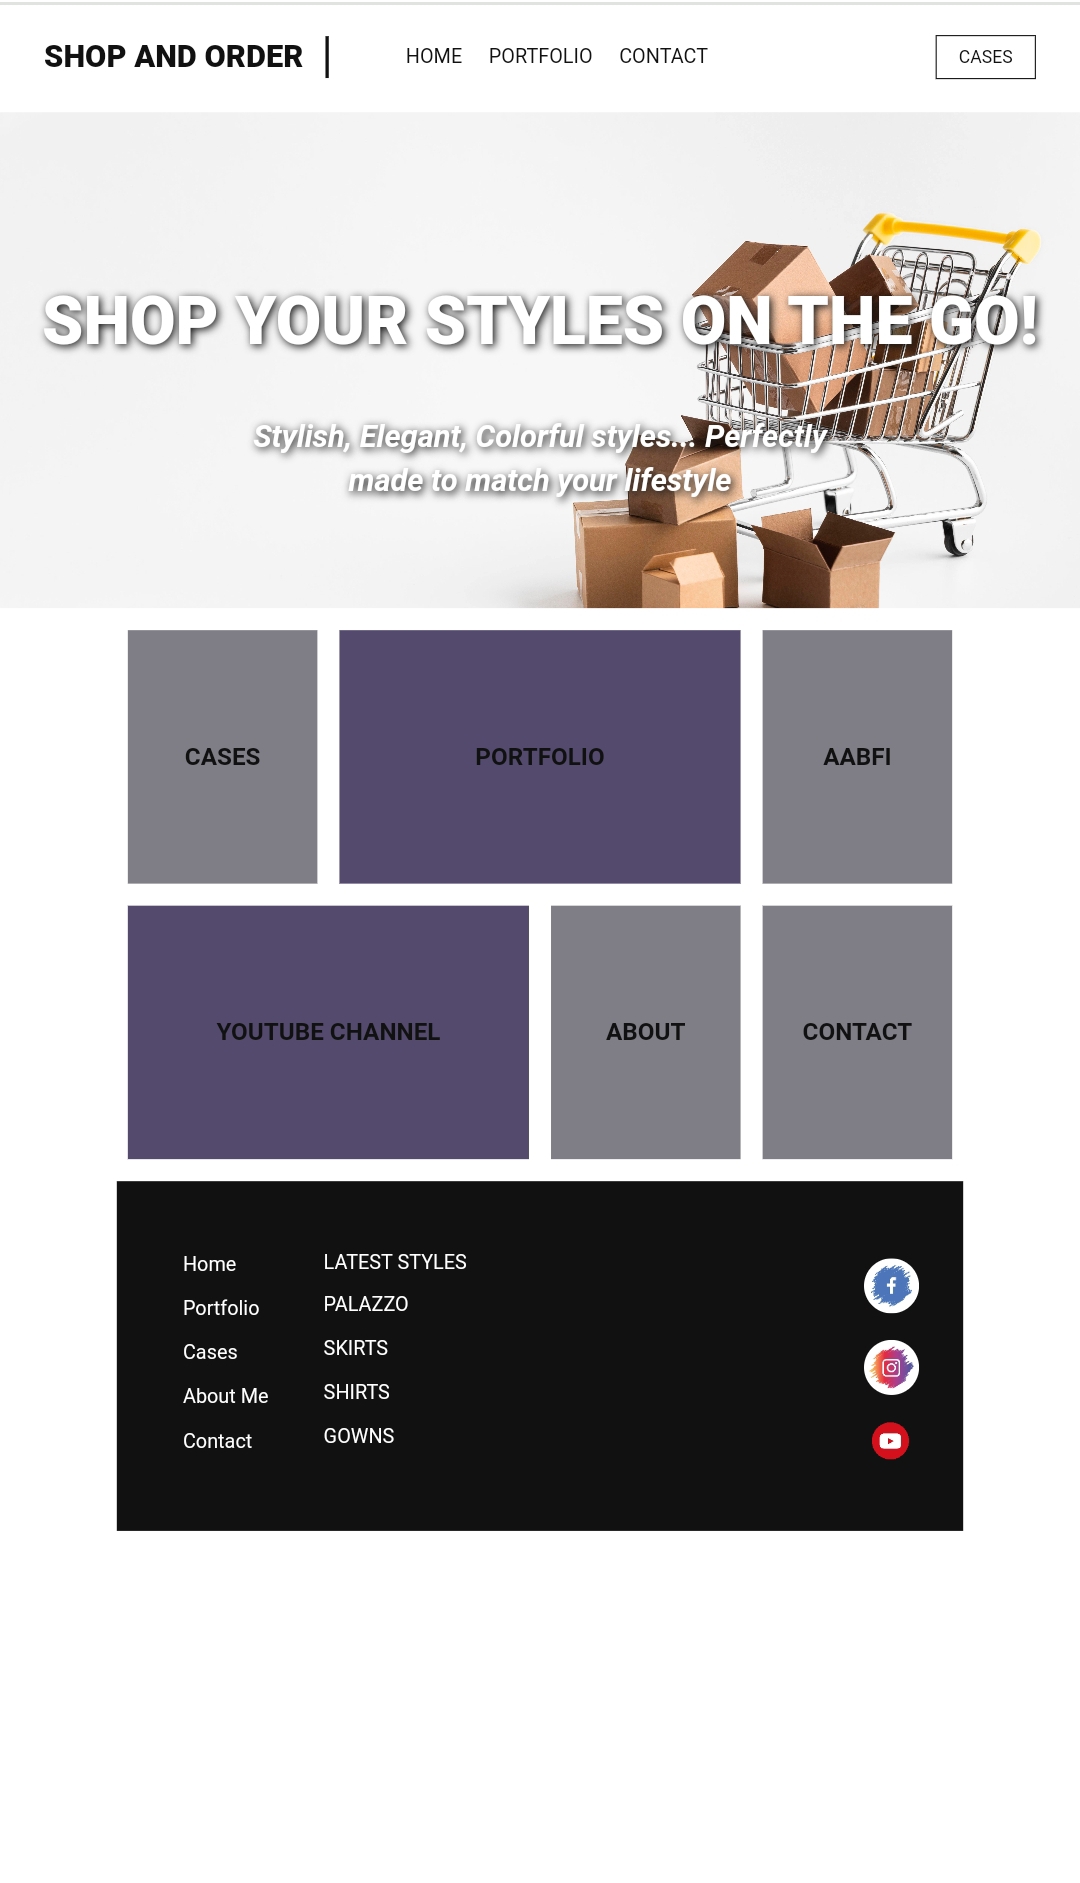 SHOP AND ORDER
HOME PORTFOLIO CONTACT
CASES
SHOP YOUR STYLES ON THE GO!
Stylish, Elegant, Colorful styles... Perfectly
made to match your lifestyle
CASES
PORTFOLIO
AABFI
YOUTUBE CHANNEL
ABOUT
CONTACT
Home
Portfolio
Cases
About Me
Contact
LATEST STYLES
PALAZZO
SKIRTS
SHIRTS
GOWNS